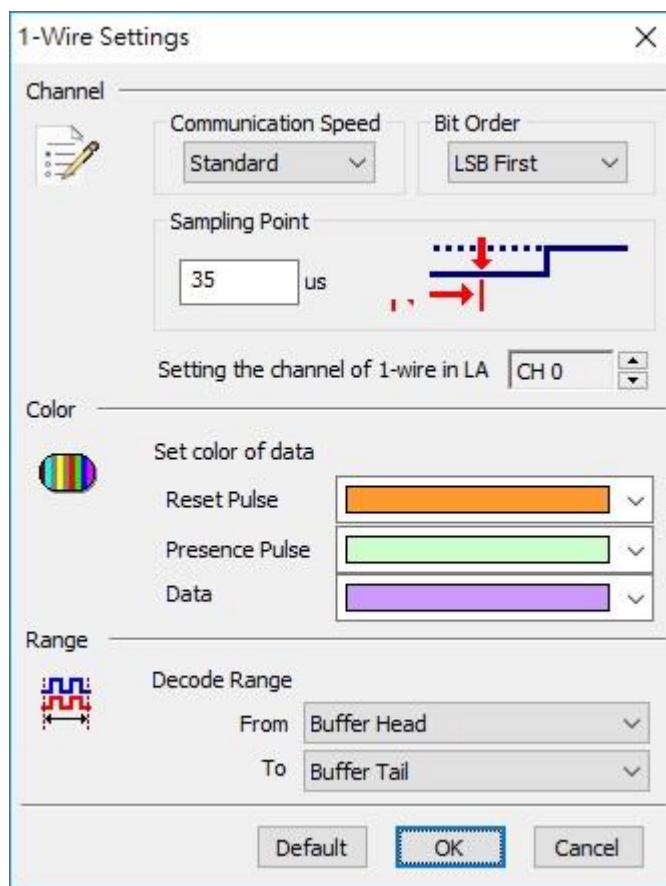 1-Wire Settings
Channel
Communication Speed
Bit Order
Standard
LSB First
Sampling Point
35 us
Setting the channel of 1-wire in LA CH 0
Color
Set color of data
Reset Pulse
Presence Pulse
Data
Range
Decode Range
From Buffer Head
To Buffer Tail
Default OK Cancel